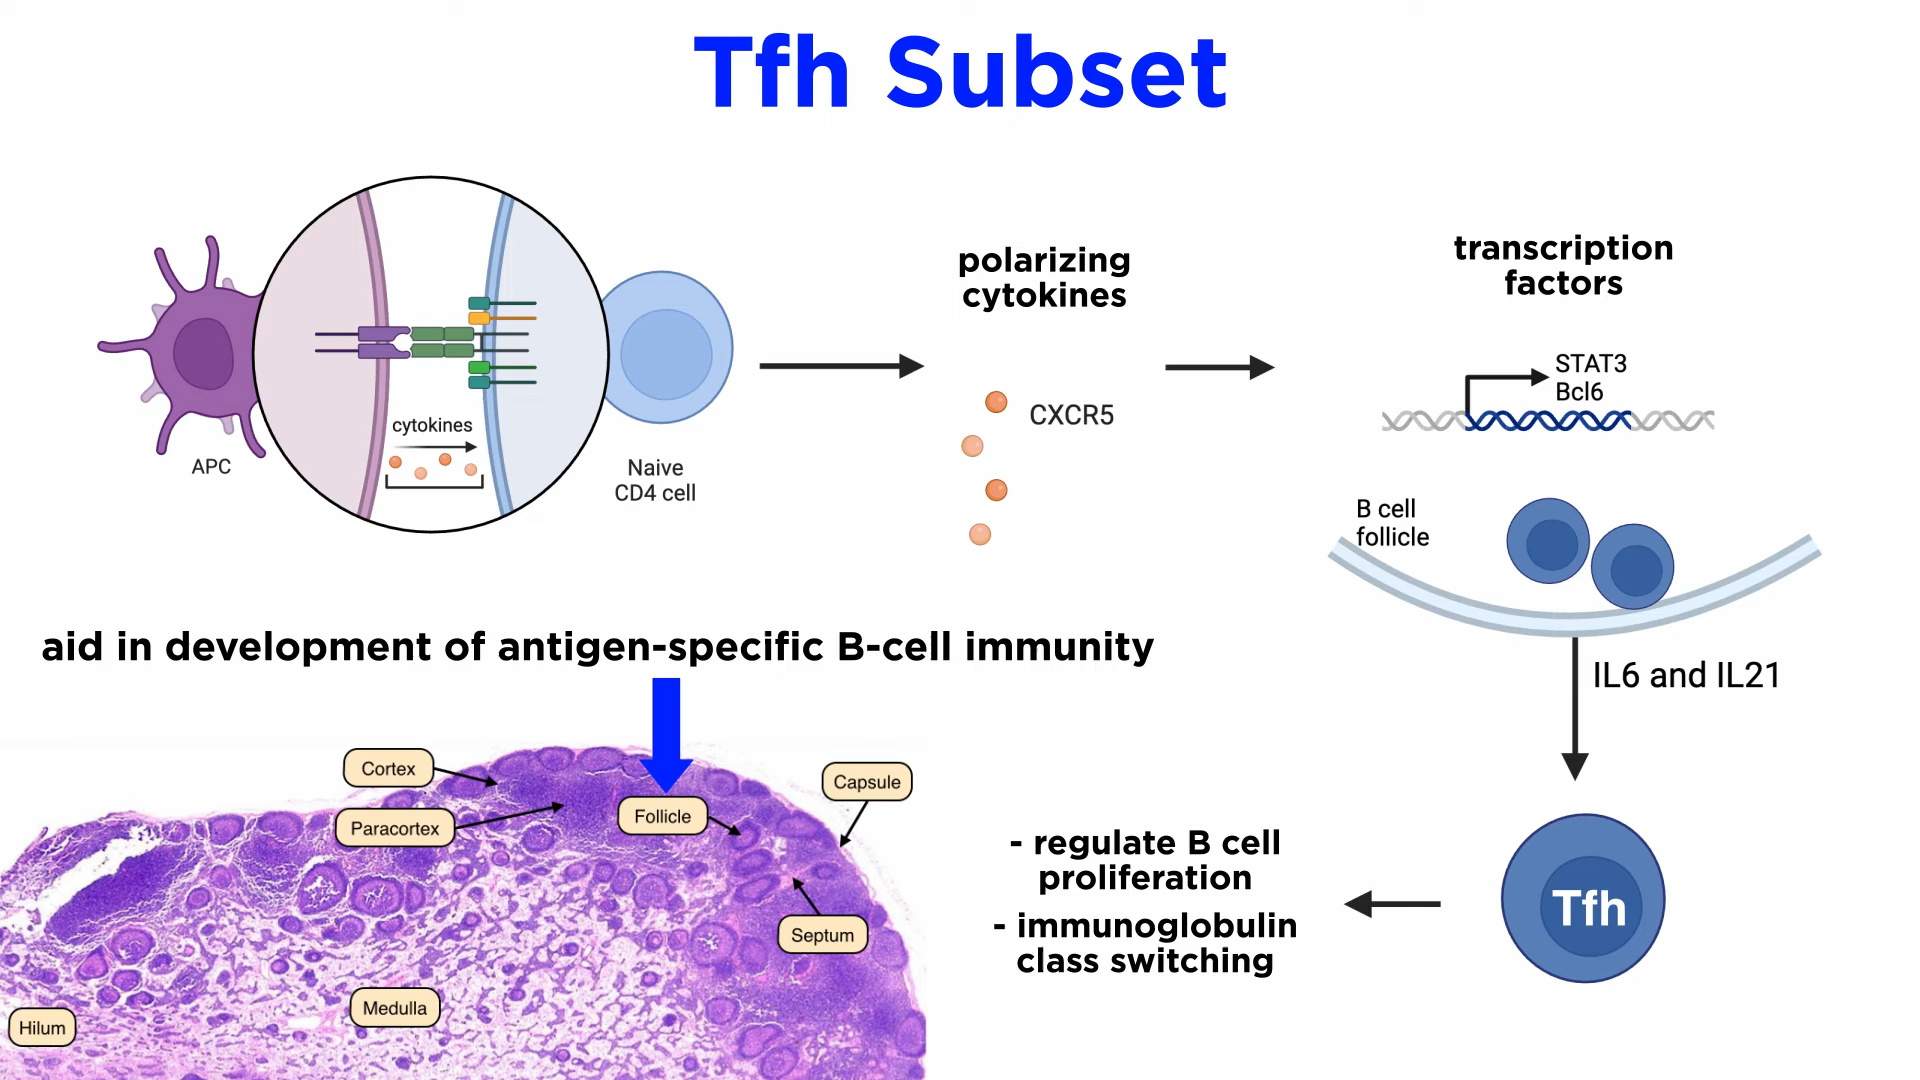 Tfh Subset
APC
cytokines
Naive
CD4 cell
polarizing
cytokines
CXCR5
transcription
factors
STAT3
Bcl6
B cell
follicle
IL6 and IL21
Tfh
- regulate B cell
proliferation
- immunoglobulin
class switching
aid in development of antigen-specific B-cell immunity
Cortex
Paracortex
Follicle
Capsule
Septum
Medulla
Hilum